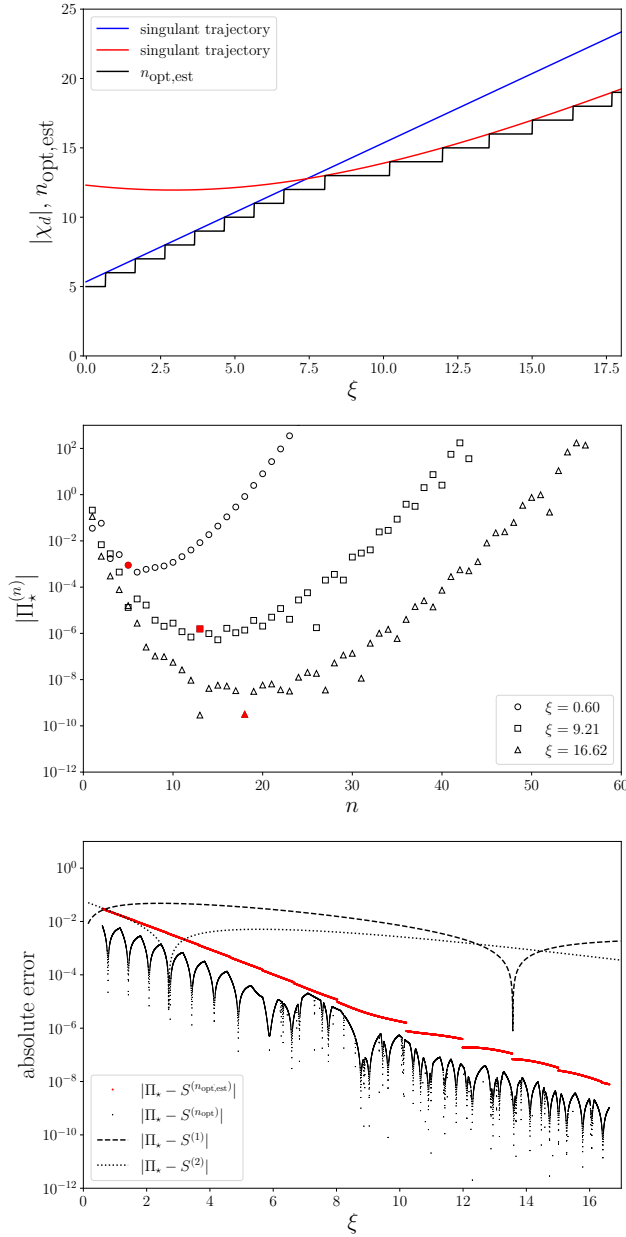 25
20
15
10
5
0
|χ_d|, n_opt,est
singulant trajectory
singulant trajectory
n_opt,est
0.0 2.5 5.0 7.5 10.0 12.5 15.0 17.5
ξ
10^2
10^0
10^−2
10^−4
10^−6
10^−8
10^−10
10^−12
|Π_⋆^(n)|
ξ = 0.60
ξ = 9.21
ξ = 16.62
0 10 20 30 40 50 60
n
10^0
10^−2
10^−4
10^−6
10^−8
10^−10
10^−12
absolute error
|Π_⋆ − S^(n_opt,est)|
|Π_⋆ − S^(n_opt)|
|Π_⋆ − S^(1)|
|Π_⋆ − S^(2)|
0 2 4 6 8 10 12 14 16
ξ